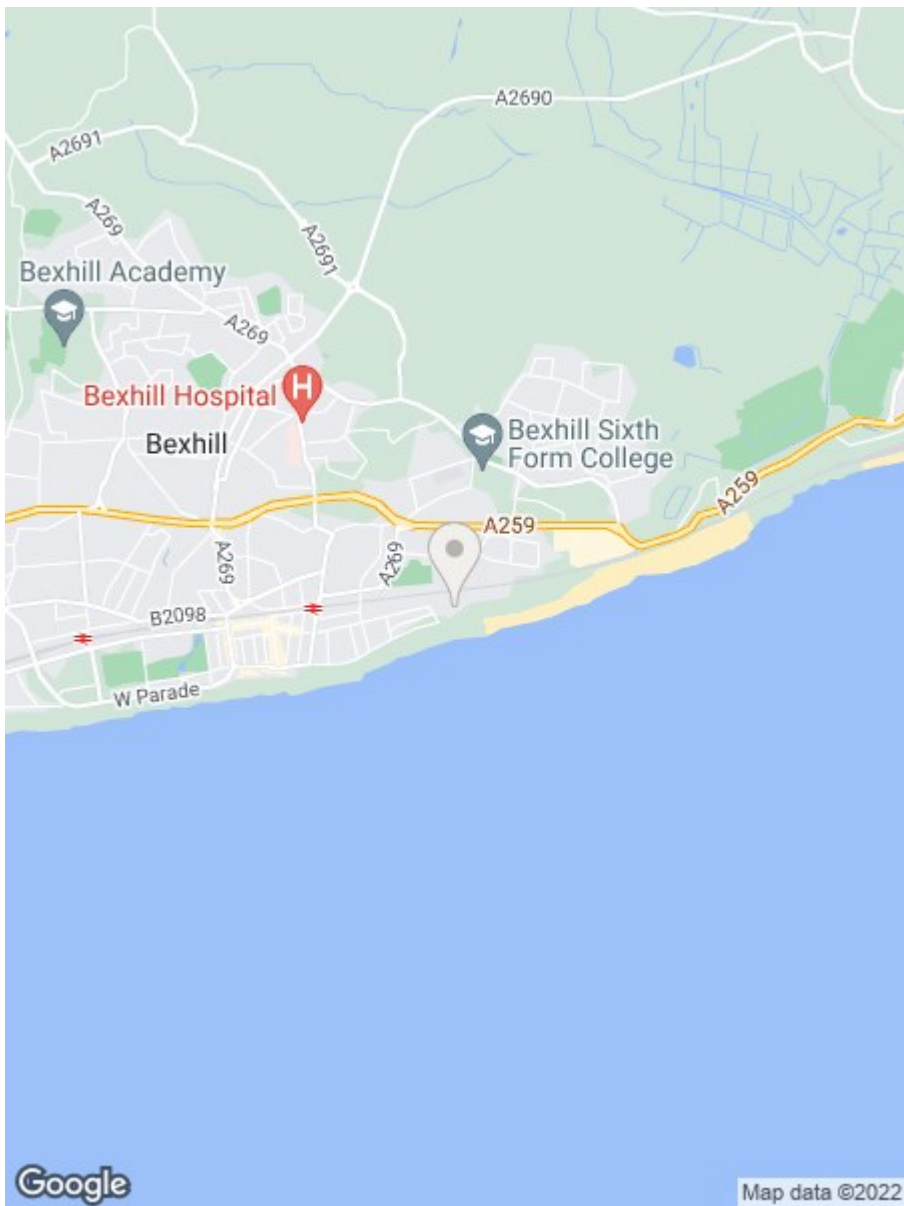 A2690
A2691
A269
A2691
Bexhill Academy
A269
Bexhill Hospital
H
Bexhill
Bexhill Sixth
Form College
A259
A259
A269
A269
B2098
W Parade
Google
Map data ©2022